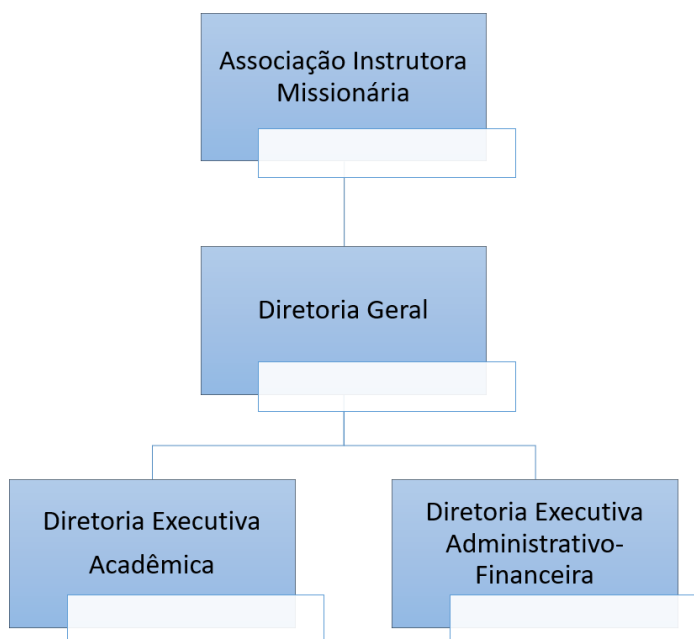 Associação Instrutora
Missionária
Diretoria Geral
Diretoria Executiva
Acadêmica
Diretoria Executiva
Administrativo-
Financeira